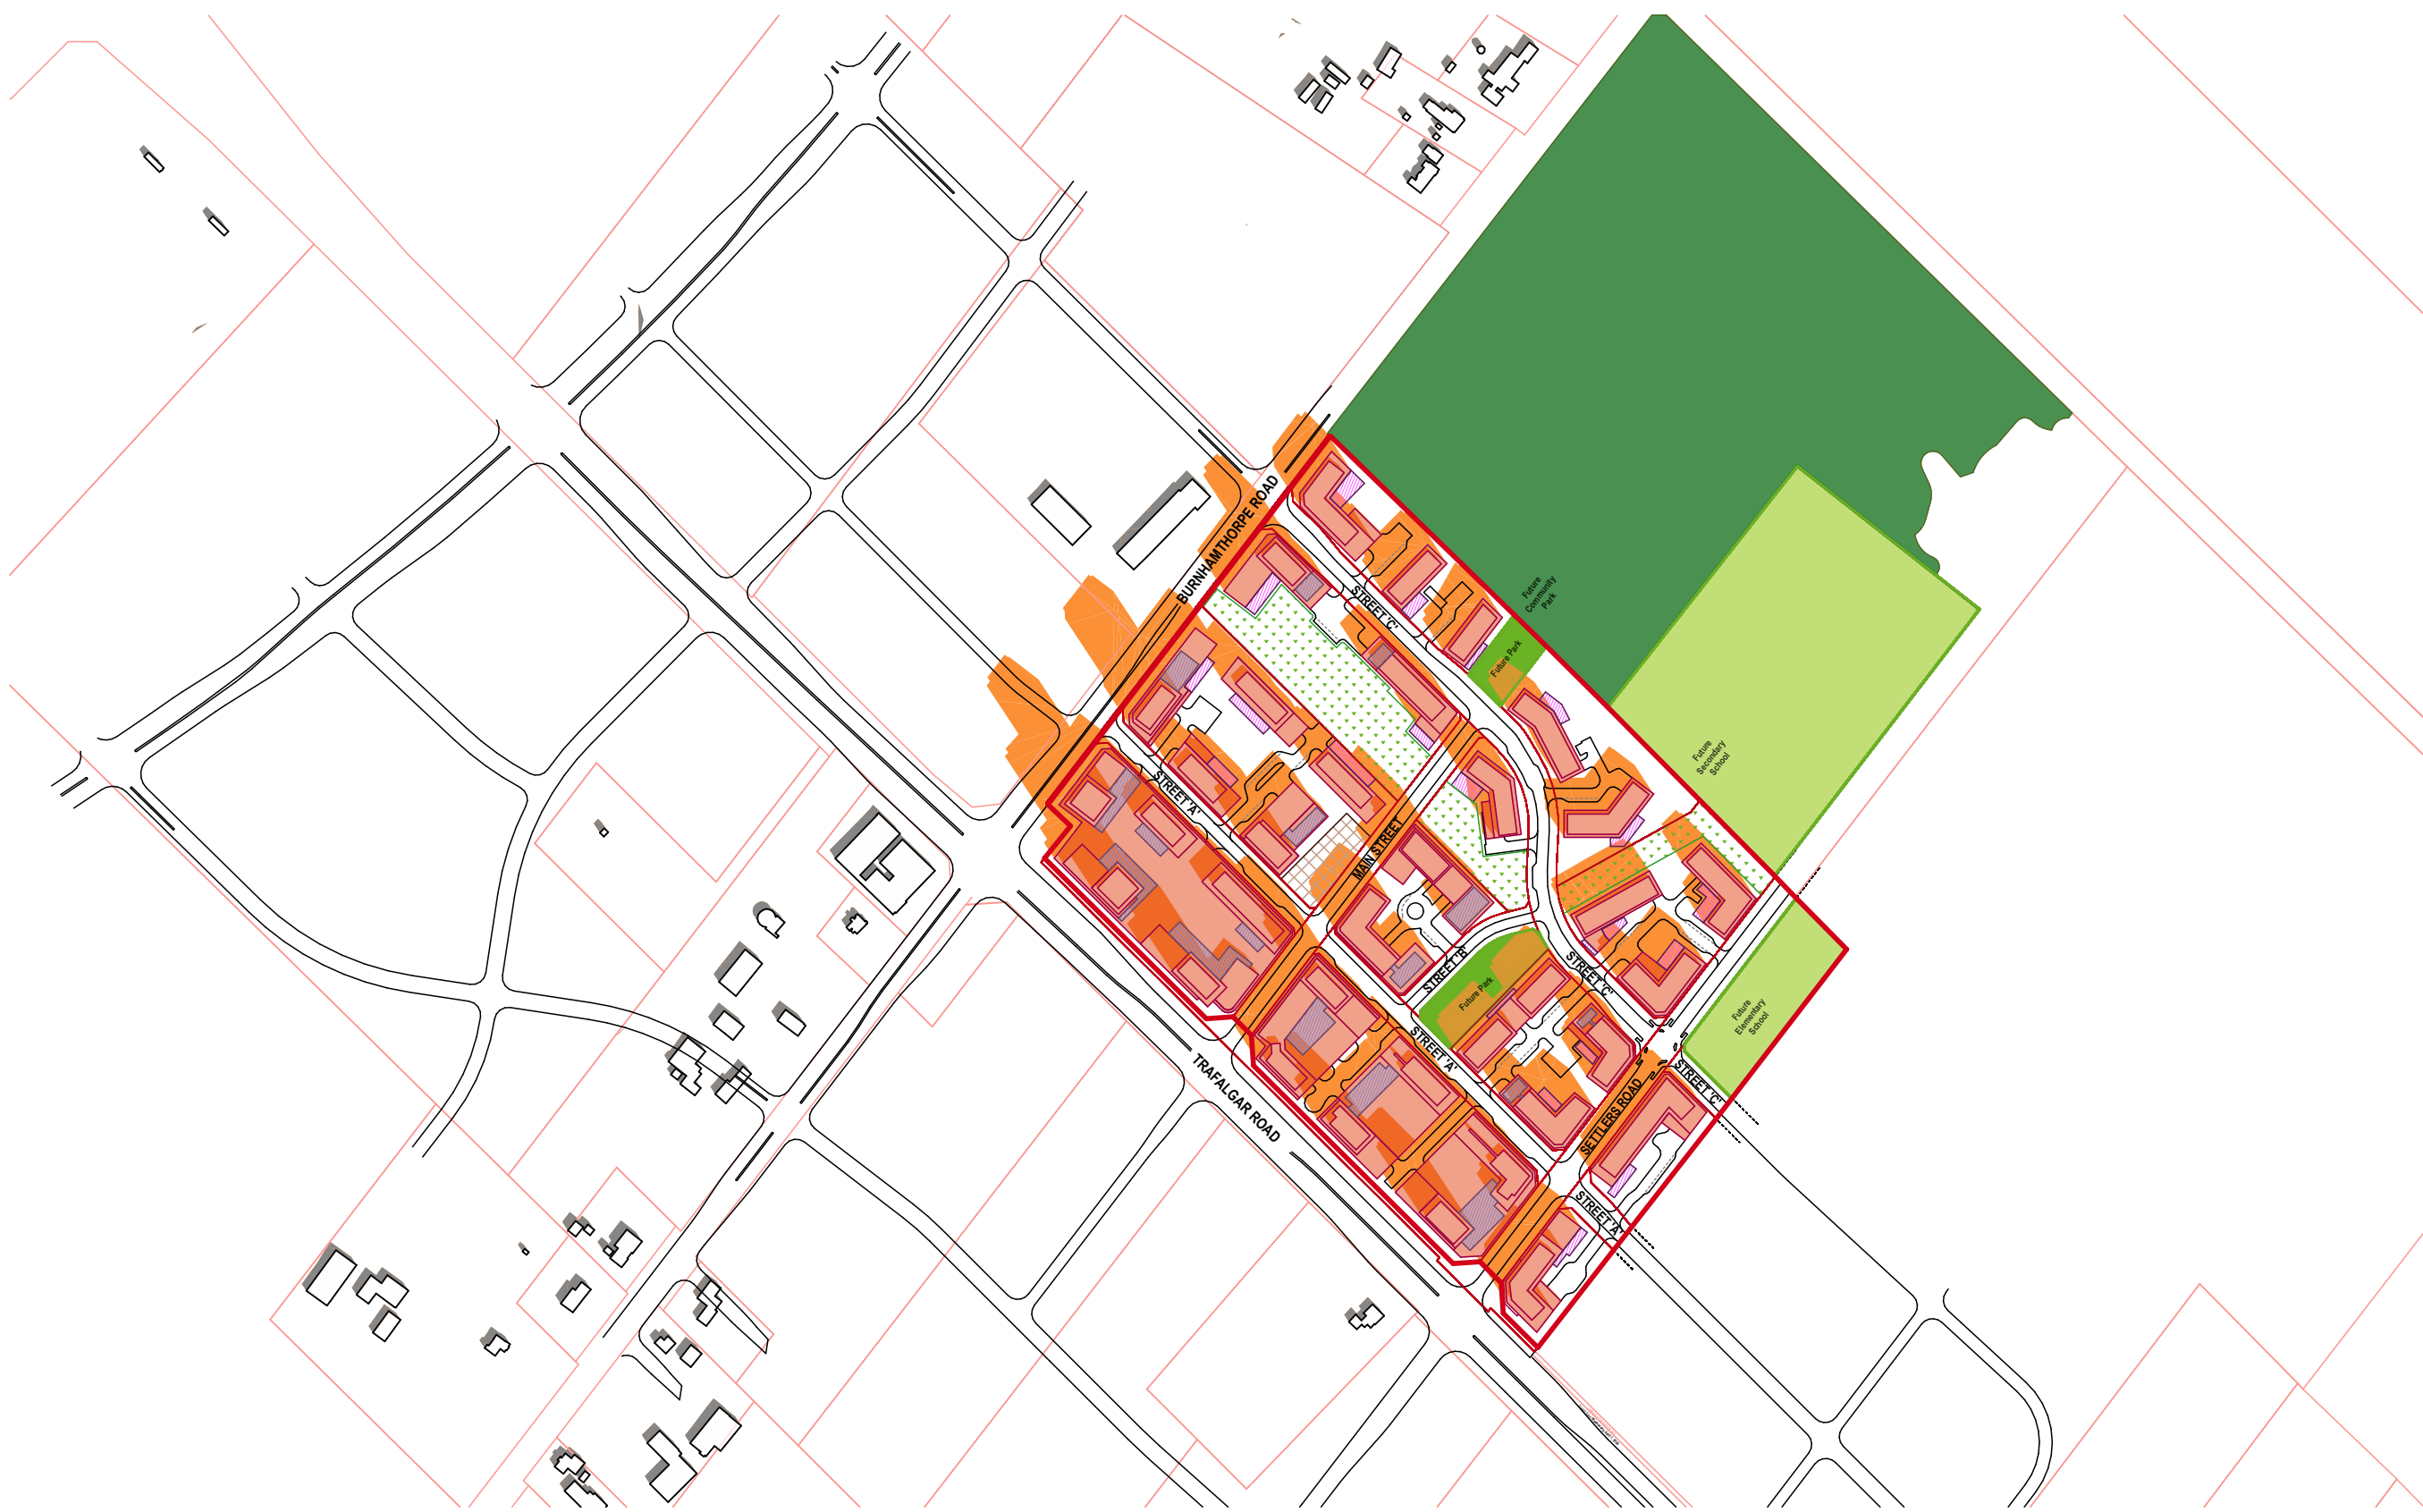 BURNHAMTHORPE ROAD
STREET 'C'
Future
Community
Park
Future Park
Future
Secondary
School
STREET 'A'
MAIN STREET
STREET 'B'
STREET 'C'
Future Park
Future
Elementary
School
STREET 'A'
TRAFALGAR ROAD
SETTLERS ROAD
STREET 'C'
STREET 'A'